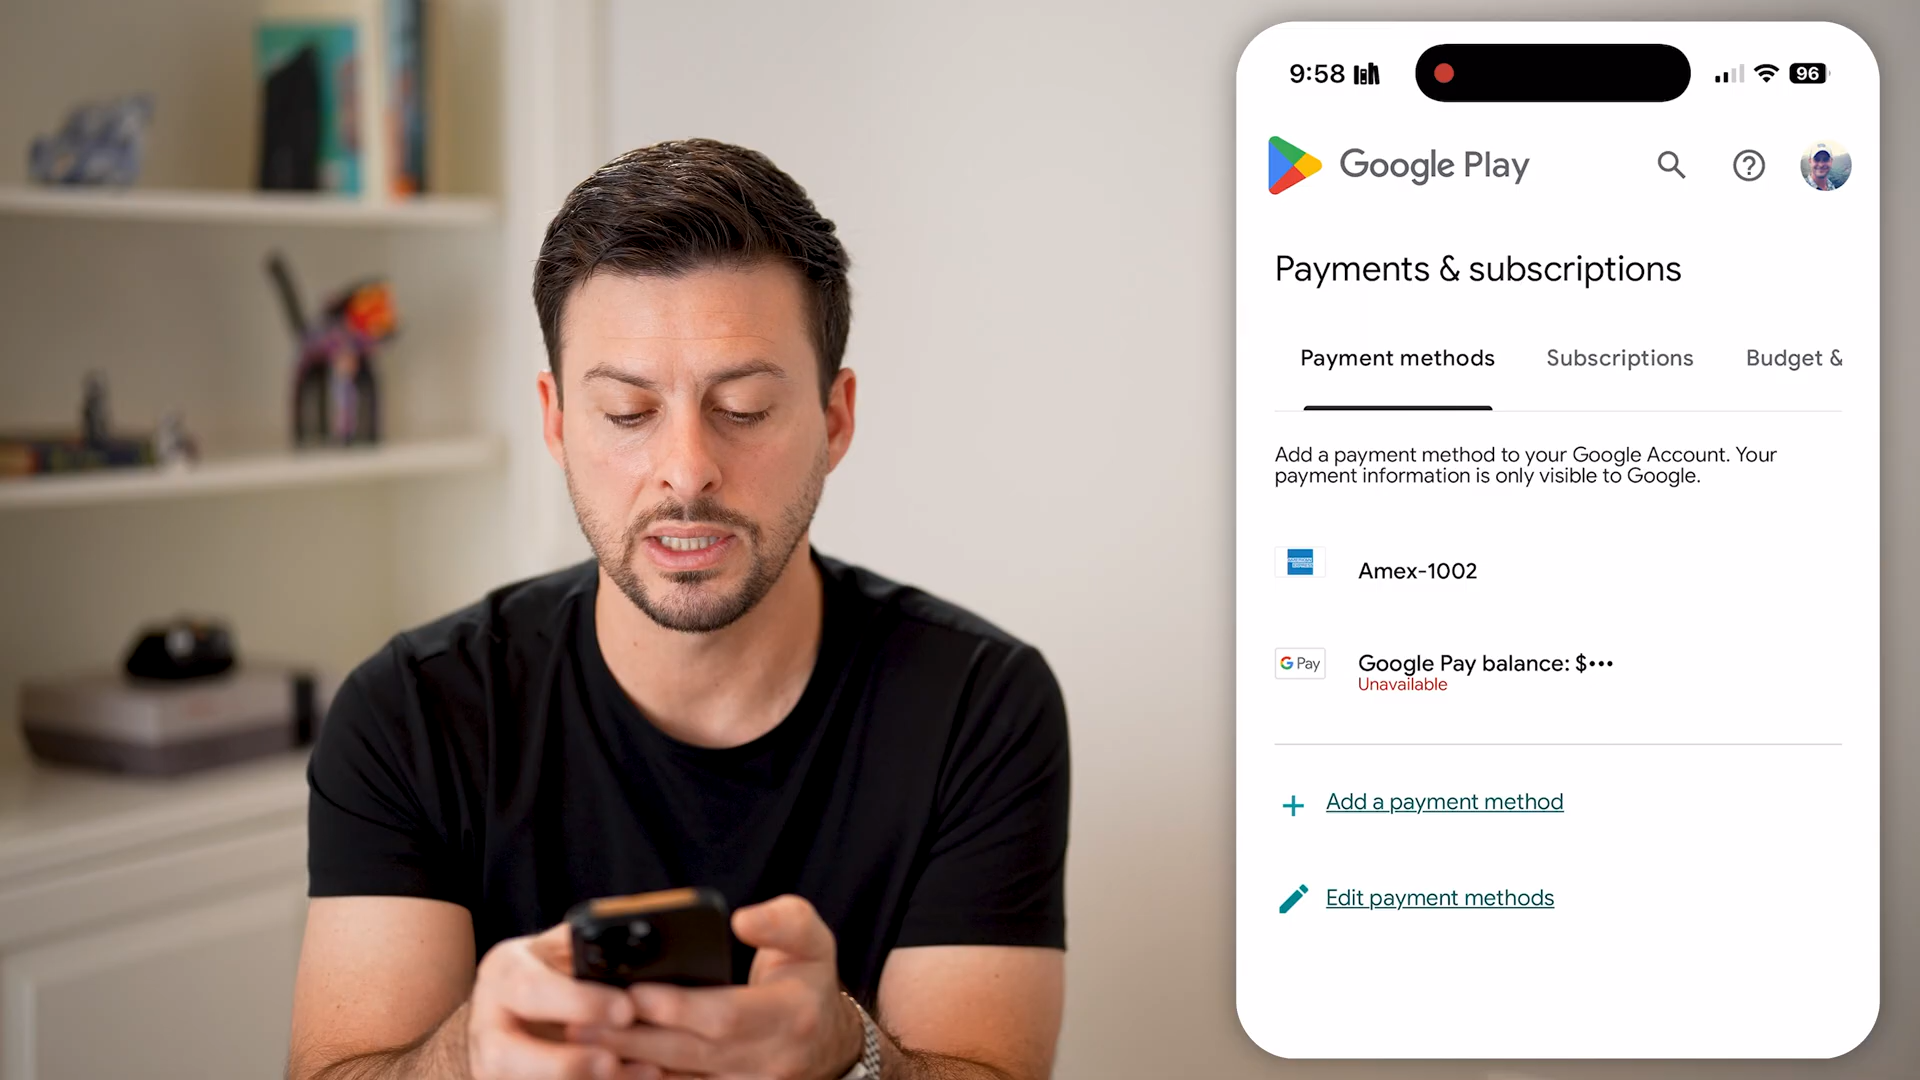 9:58
96
Google Play
Payments & subscriptions
Payment methods
Subscriptions
Budget &
Add a payment method to your Google Account. Your
payment information is only visible to Google.
Amex-1002
G Pay
Google Pay balance: $•••
Unavailable
Add a payment method
Edit payment methods